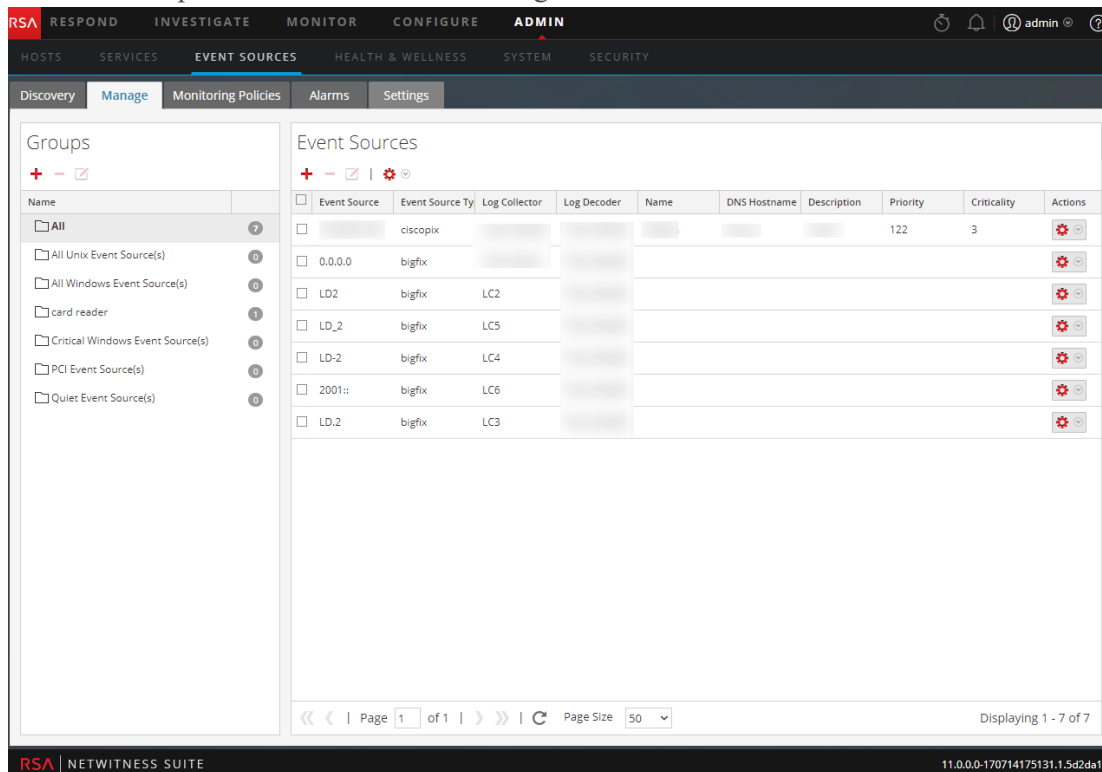 RSA RESPOND INVESTIGATE MONITOR CONFIGURE ADMIN admin
HOSTS SERVICES EVENT SOURCES HEALTH & WELLNESS SYSTEM SECURITY
Discovery Manage Monitoring Policies Alarms Settings
Groups
Name
All 7
All Unix Event Source(s) 0
All Windows Event Source(s) 0
card reader 1
Critical Windows Event Source(s) 0
PCI Event Source(s) 0
Quiet Event Source(s) 0
Event Sources
Event Source Event Source Ty Log Collector Log Decoder Name DNS Hostname Description Priority Criticality Actions
ciscopix 122 3
0.0.0.0 bigfix
LD2 bigfix LC2
LD_2 bigfix LC5
LD-2 bigfix LC4
2001:: bigfix LC6
LD.2 bigfix LC3
Page 1 of 1 Page Size 50 Displaying 1 - 7 of 7
RSA NETWITNESS SUITE 11.0.0.0-170714175131.1.5d2da1